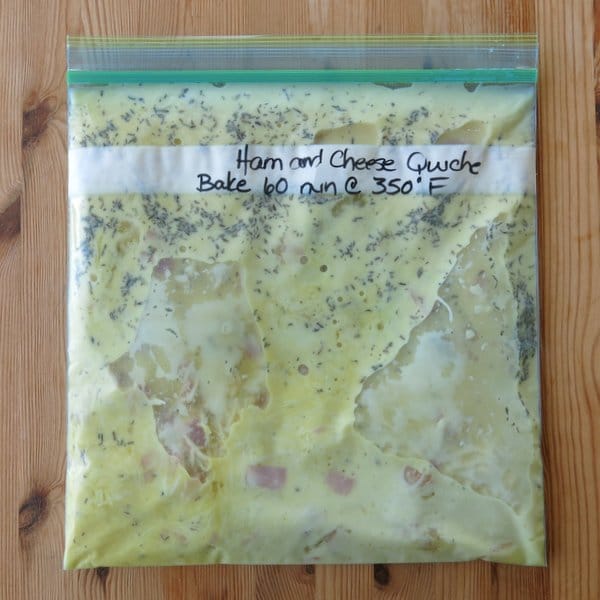 Ham and Cheese Quiche
Bake 60 min @ 350° F